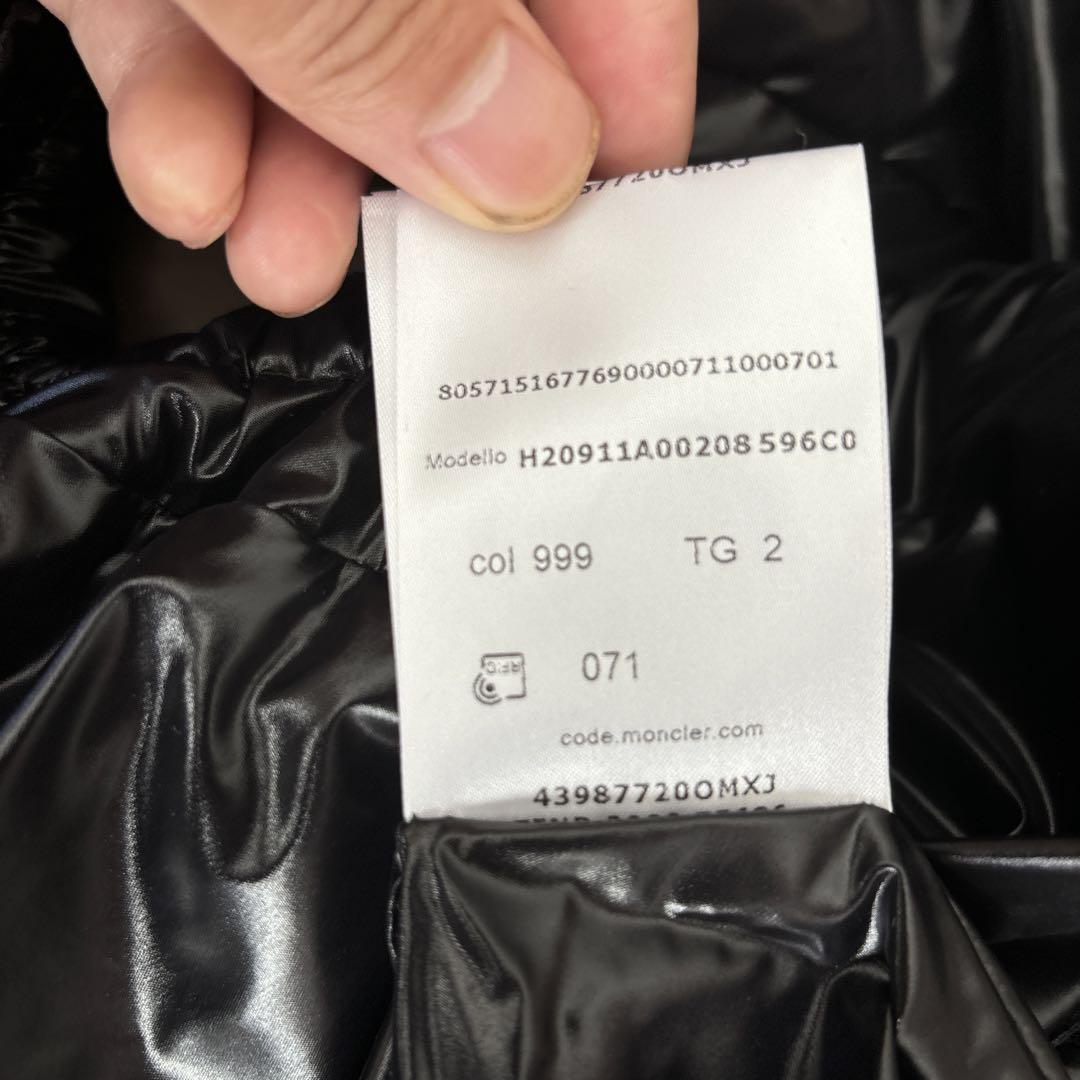 8057151677690000711000701
Modello H20911A00208 596C0
col 999 TG 2
071
code.moncler.com
43987720OMXJ